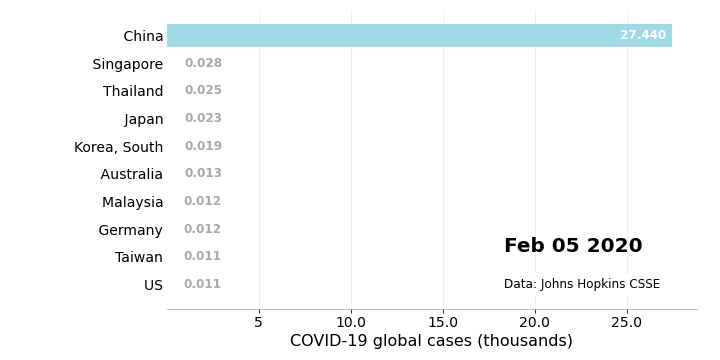 China 27.440
Singapore 0.028
Thailand 0.025
Japan 0.023
Korea, South 0.019
Australia 0.013
Malaysia 0.012
Germany 0.012
Taiwan 0.011
US 0.011
Feb 05 2020
Data: Johns Hopkins CSSE
5 10.0 15.0 20.0 25.0
COVID-19 global cases (thousands)